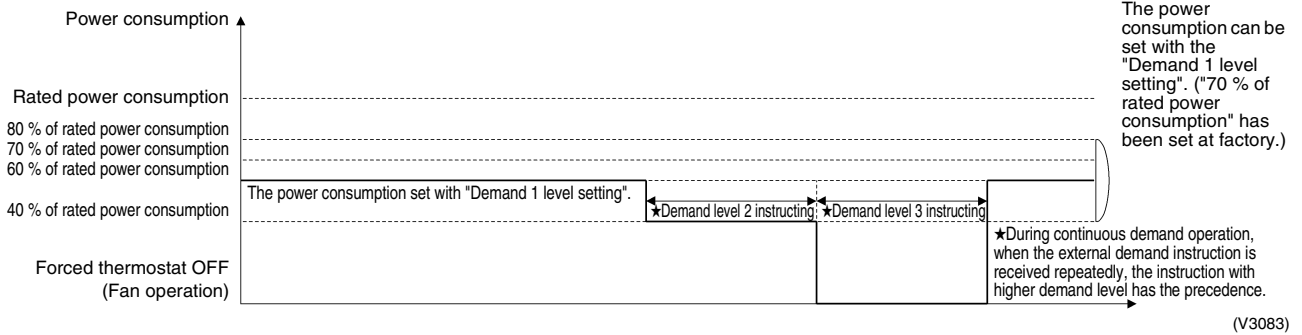 Power consumption
Rated power consumption
80 % of rated power consumption
70 % of rated power consumption
60 % of rated power consumption
40 % of rated power consumption
Forced thermostat OFF
(Fan operation)
The power consumption set with "Demand 1 level setting".
★Demand level 2 instructing
★Demand level 3 instructing
★During continuous demand operation,
when the external demand instruction is
received repeatedly, the instruction with
higher demand level has the precedence.
The power
consumption can be
set with the
"Demand 1 level
setting". ("70 % of
rated power
consumption" has
been set at factory.)
(V3083)